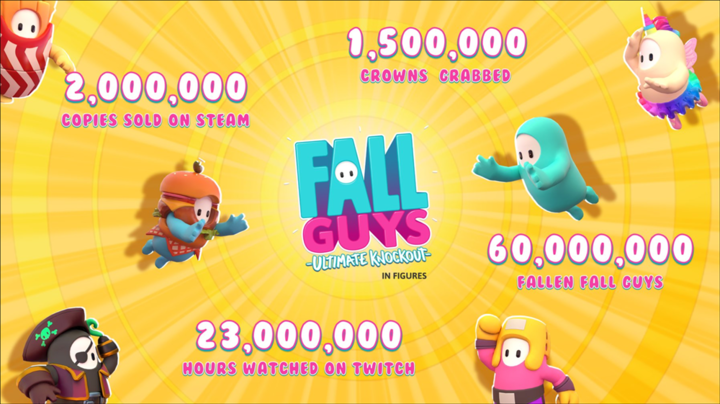 1,500,000
CROWNS GRABBED
2,000,000
COPIES SOLD ON STEAM
FALL
GUYS
-ULTIMATE KNOCKOUT-
IN FIGURES
60,000,000
FALLEN FALL GUYS
23,000,000
HOURS WATCHED ON TWITCH